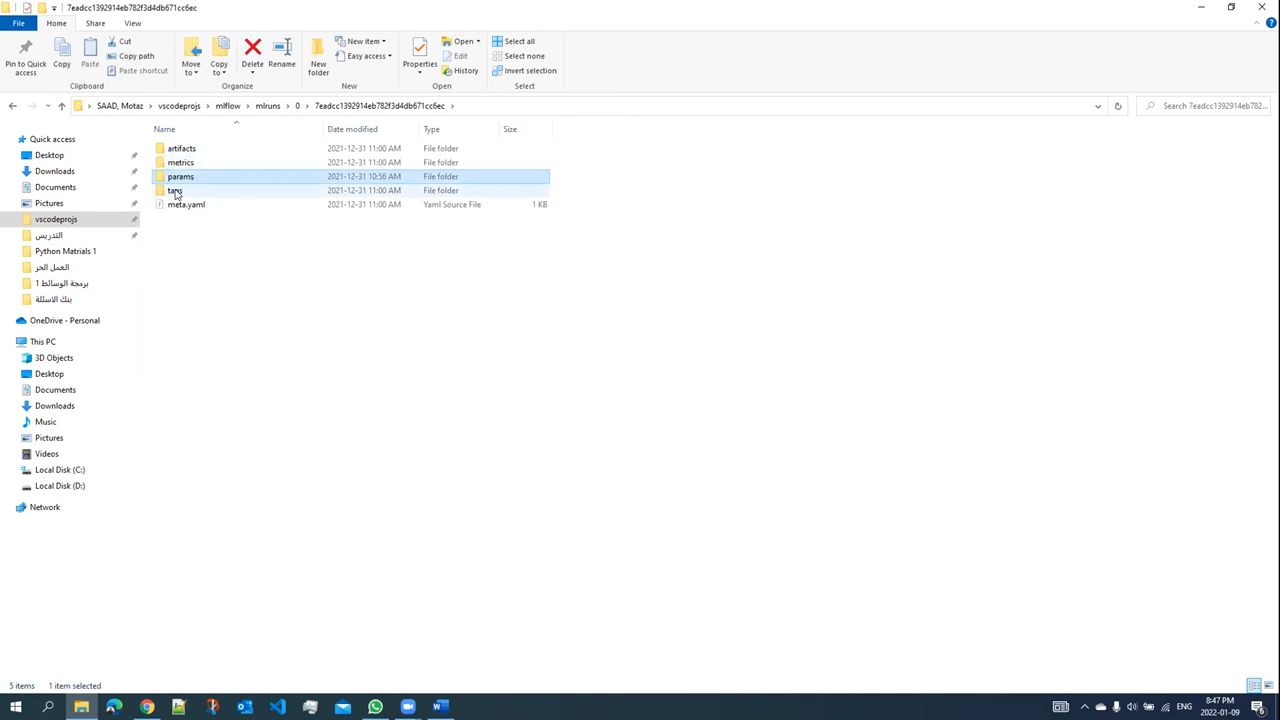 7eadcc1392914eb782f3d4db671cc6ec
File
Home
Share
View
Pin to Quick access
Copy
Paste
Cut
Copy path
Paste shortcut
Clipboard
Move to
Copy to
Delete
Rename
Organize
New folder
New item
Easy access
New
Properties
Open
Edit
History
Open
Select all
Select none
Invert selection
Select
SAAD, Motaz > vscodeprojs > mlflow > mlruns > 0 > 7eadcc1392914eb782f3d4db671cc6ec >
Search 7eadcc1392914eb782...
Name Date modified Type Size
artifacts 2021-12-31 11:00 AM File folder
metrics 2021-12-31 11:00 AM File folder
params 2021-12-31 10:56 AM File folder
tags 2021-12-31 11:00 AM File folder
meta.yaml 2021-12-31 11:00 AM Yaml Source File 1 KB
Quick access
Desktop
Downloads
Documents
Pictures
vscodeprojs
التدريس
Python Matrials 1
العمل الحر
برمجة الوسائط 1
بنك الاسئلة
OneDrive - Personal
This PC
3D Objects
Desktop
Documents
Downloads
Music
Pictures
Videos
Local Disk (C:)
Local Disk (D:)
Network
5 items 1 item selected
ENG
8:47 PM
2022-01-09
6